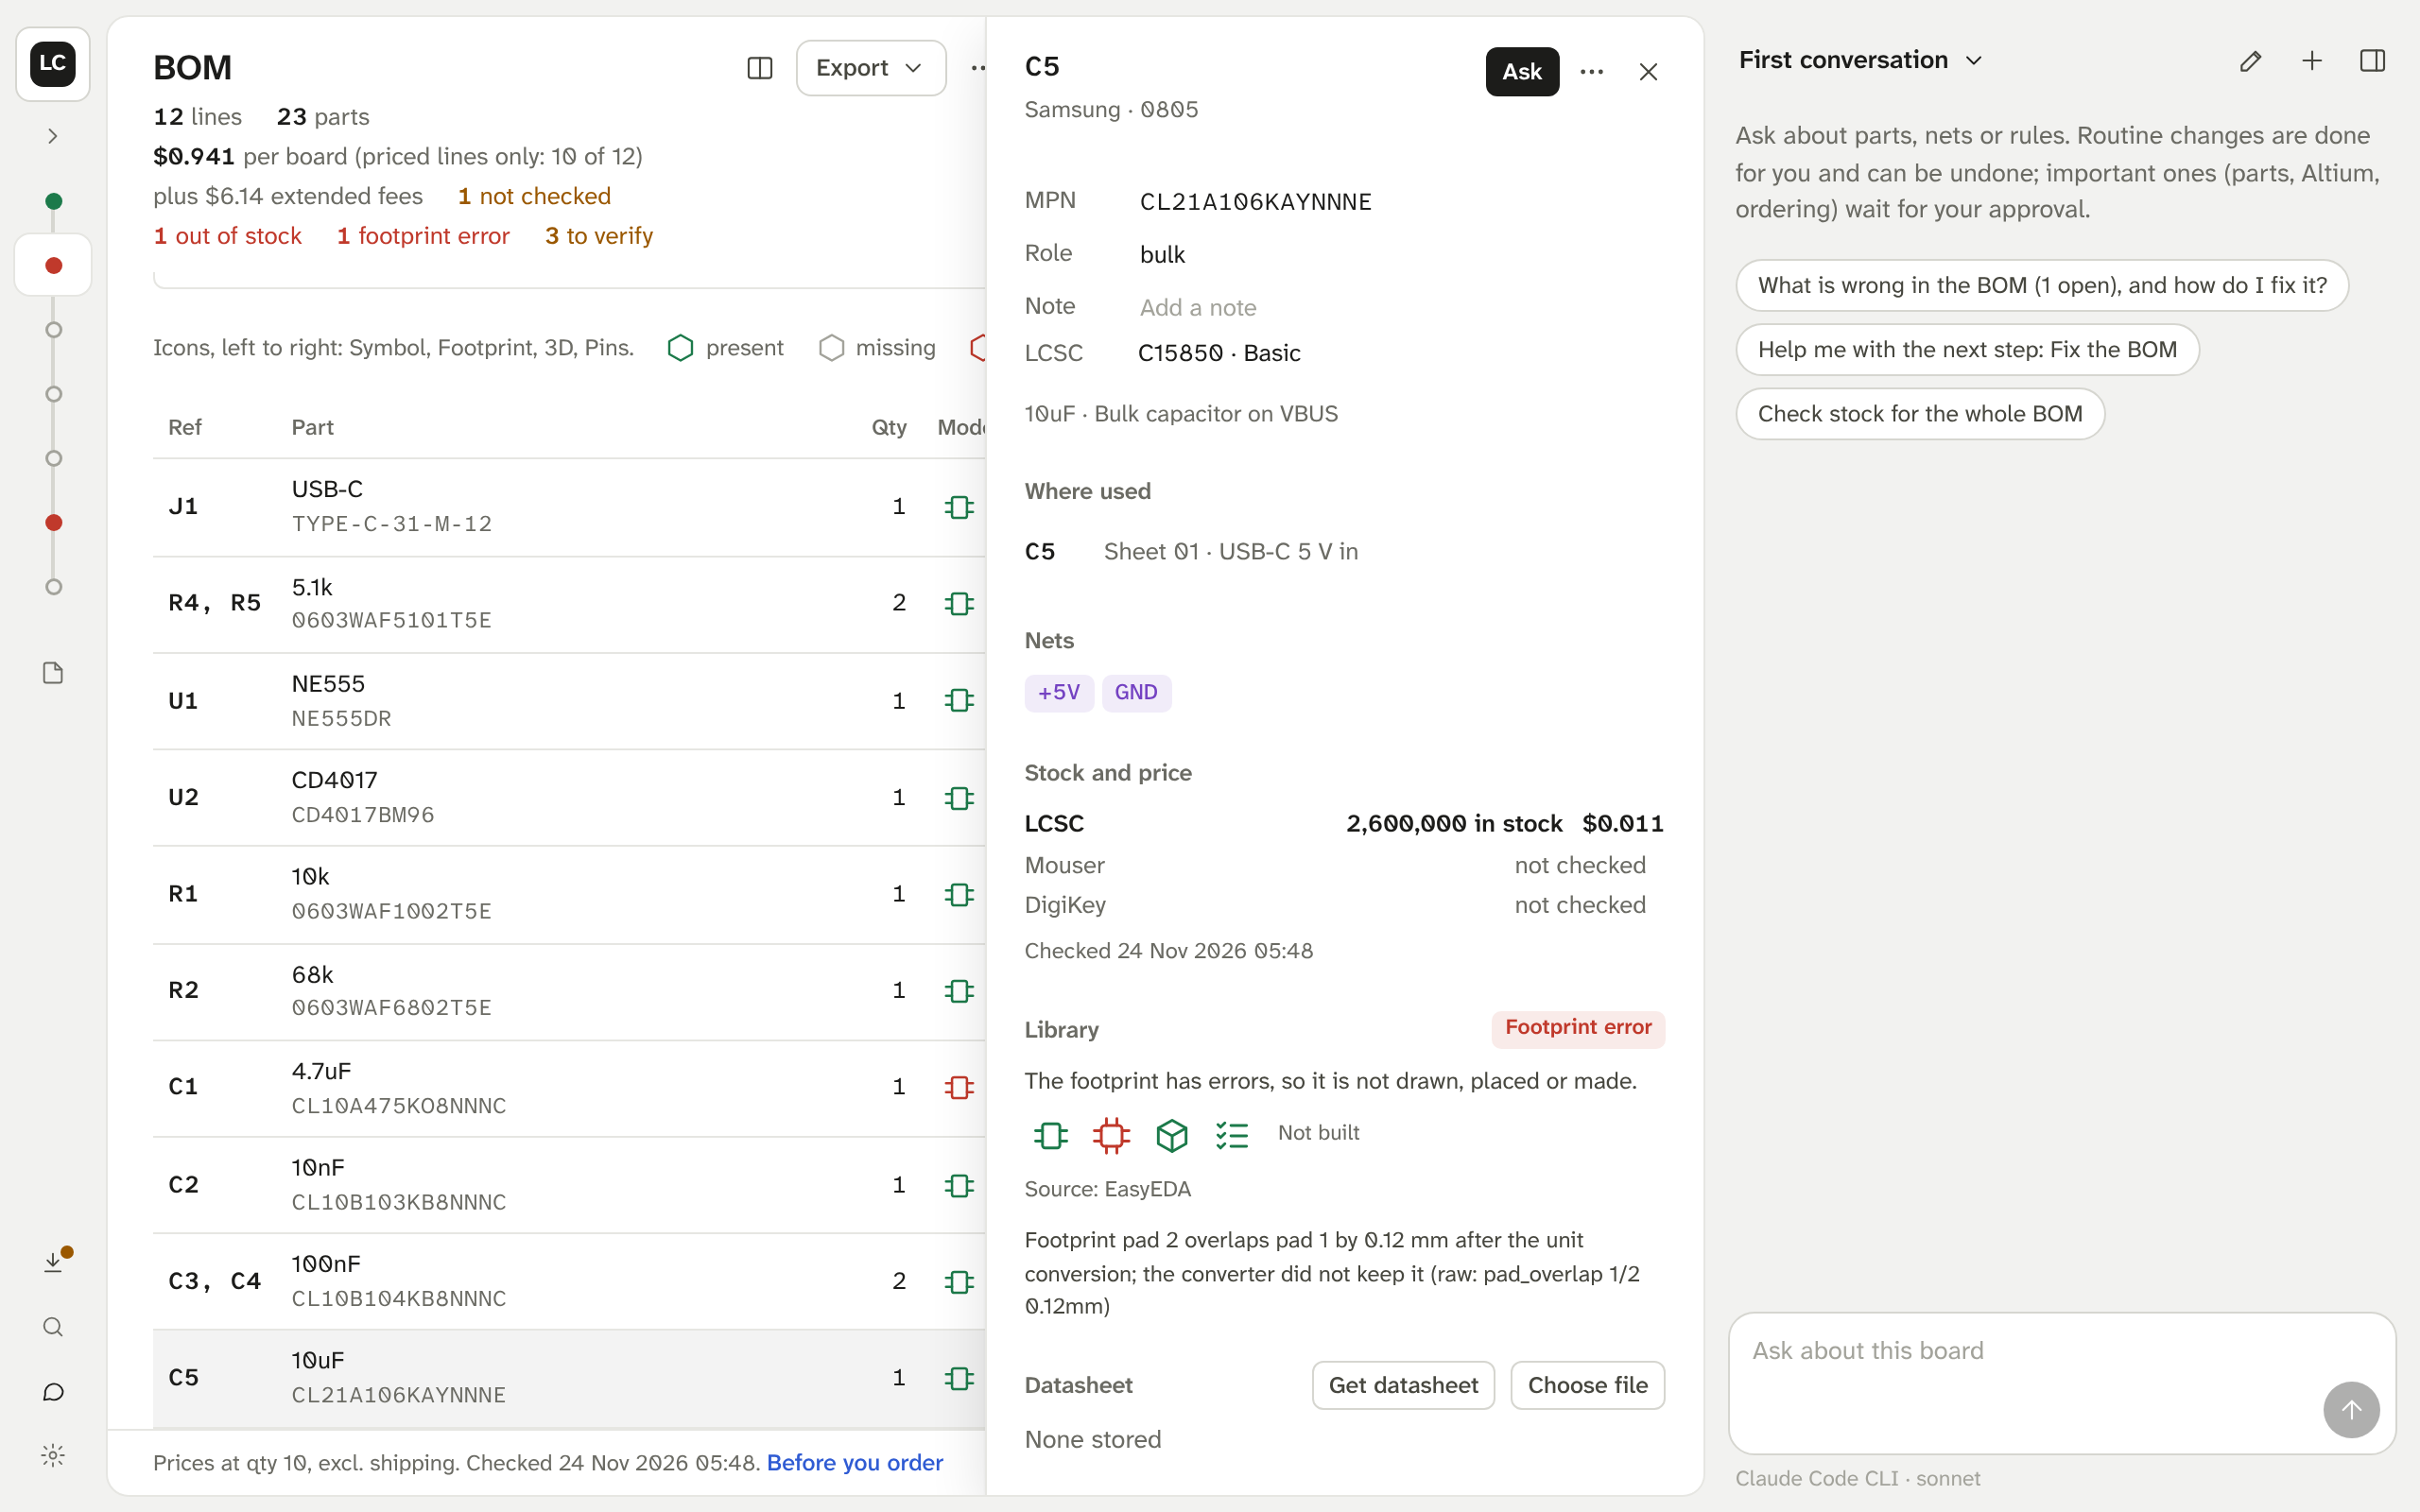 LC
BOM
Export
12 lines 23 parts
$0.941 per board (priced lines only: 10 of 12)
plus $6.14 extended fees 1 not checked
1 out of stock 1 footprint error 3 to verify
Icons, left to right: Symbol, Footprint, 3D, Pins. present missing
Ref Part Qty
J1 USB-C 1
TYPE-C-31-M-12
R4, R5 5.1k 2
0603WAF5101T5E
U1 NE555 1
NE555DR
U2 CD4017 1
CD4017BM96
R1 10k 1
0603WAF1002T5E
R2 68k 1
0603WAF6802T5E
C1 4.7uF 1
CL10A475KO8NNNC
C2 10nF 1
CL10B103KB8NNNC
C3, C4 100nF 2
CL10B104KB8NNNC
C5 10uF 1
CL21A106KAYNNNE
Prices at qty 10, excl. shipping. Checked 24 Nov 2026 05:48. Before you order
C5
Ask
Samsung · 0805
MPN CL21A106KAYNNNE
Role bulk
Note Add a note
LCSC C15850 · Basic
10uF · Bulk capacitor on VBUS
Where used
C5 Sheet 01 · USB-C 5 V in
Nets
+5V GND
Stock and price
LCSC 2,600,000 in stock $0.011
Mouser not checked
DigiKey not checked
Checked 24 Nov 2026 05:48
Library Footprint error
The footprint has errors, so it is not drawn, placed or made.
Not built
Source: EasyEDA
Footprint pad 2 overlaps pad 1 by 0.12 mm after the unit
conversion; the converter did not keep it (raw: pad_overlap 1/2
0.12mm)
Datasheet Get datasheet Choose file
None stored
First conversation
Ask about parts, nets or rules. Routine changes are done
for you and can be undone; important ones (parts, Altium,
ordering) wait for your approval.
What is wrong in the BOM (1 open), and how do I fix it?
Help me with the next step: Fix the BOM
Check stock for the whole BOM
Ask about this board
Claude Code CLI · sonnet